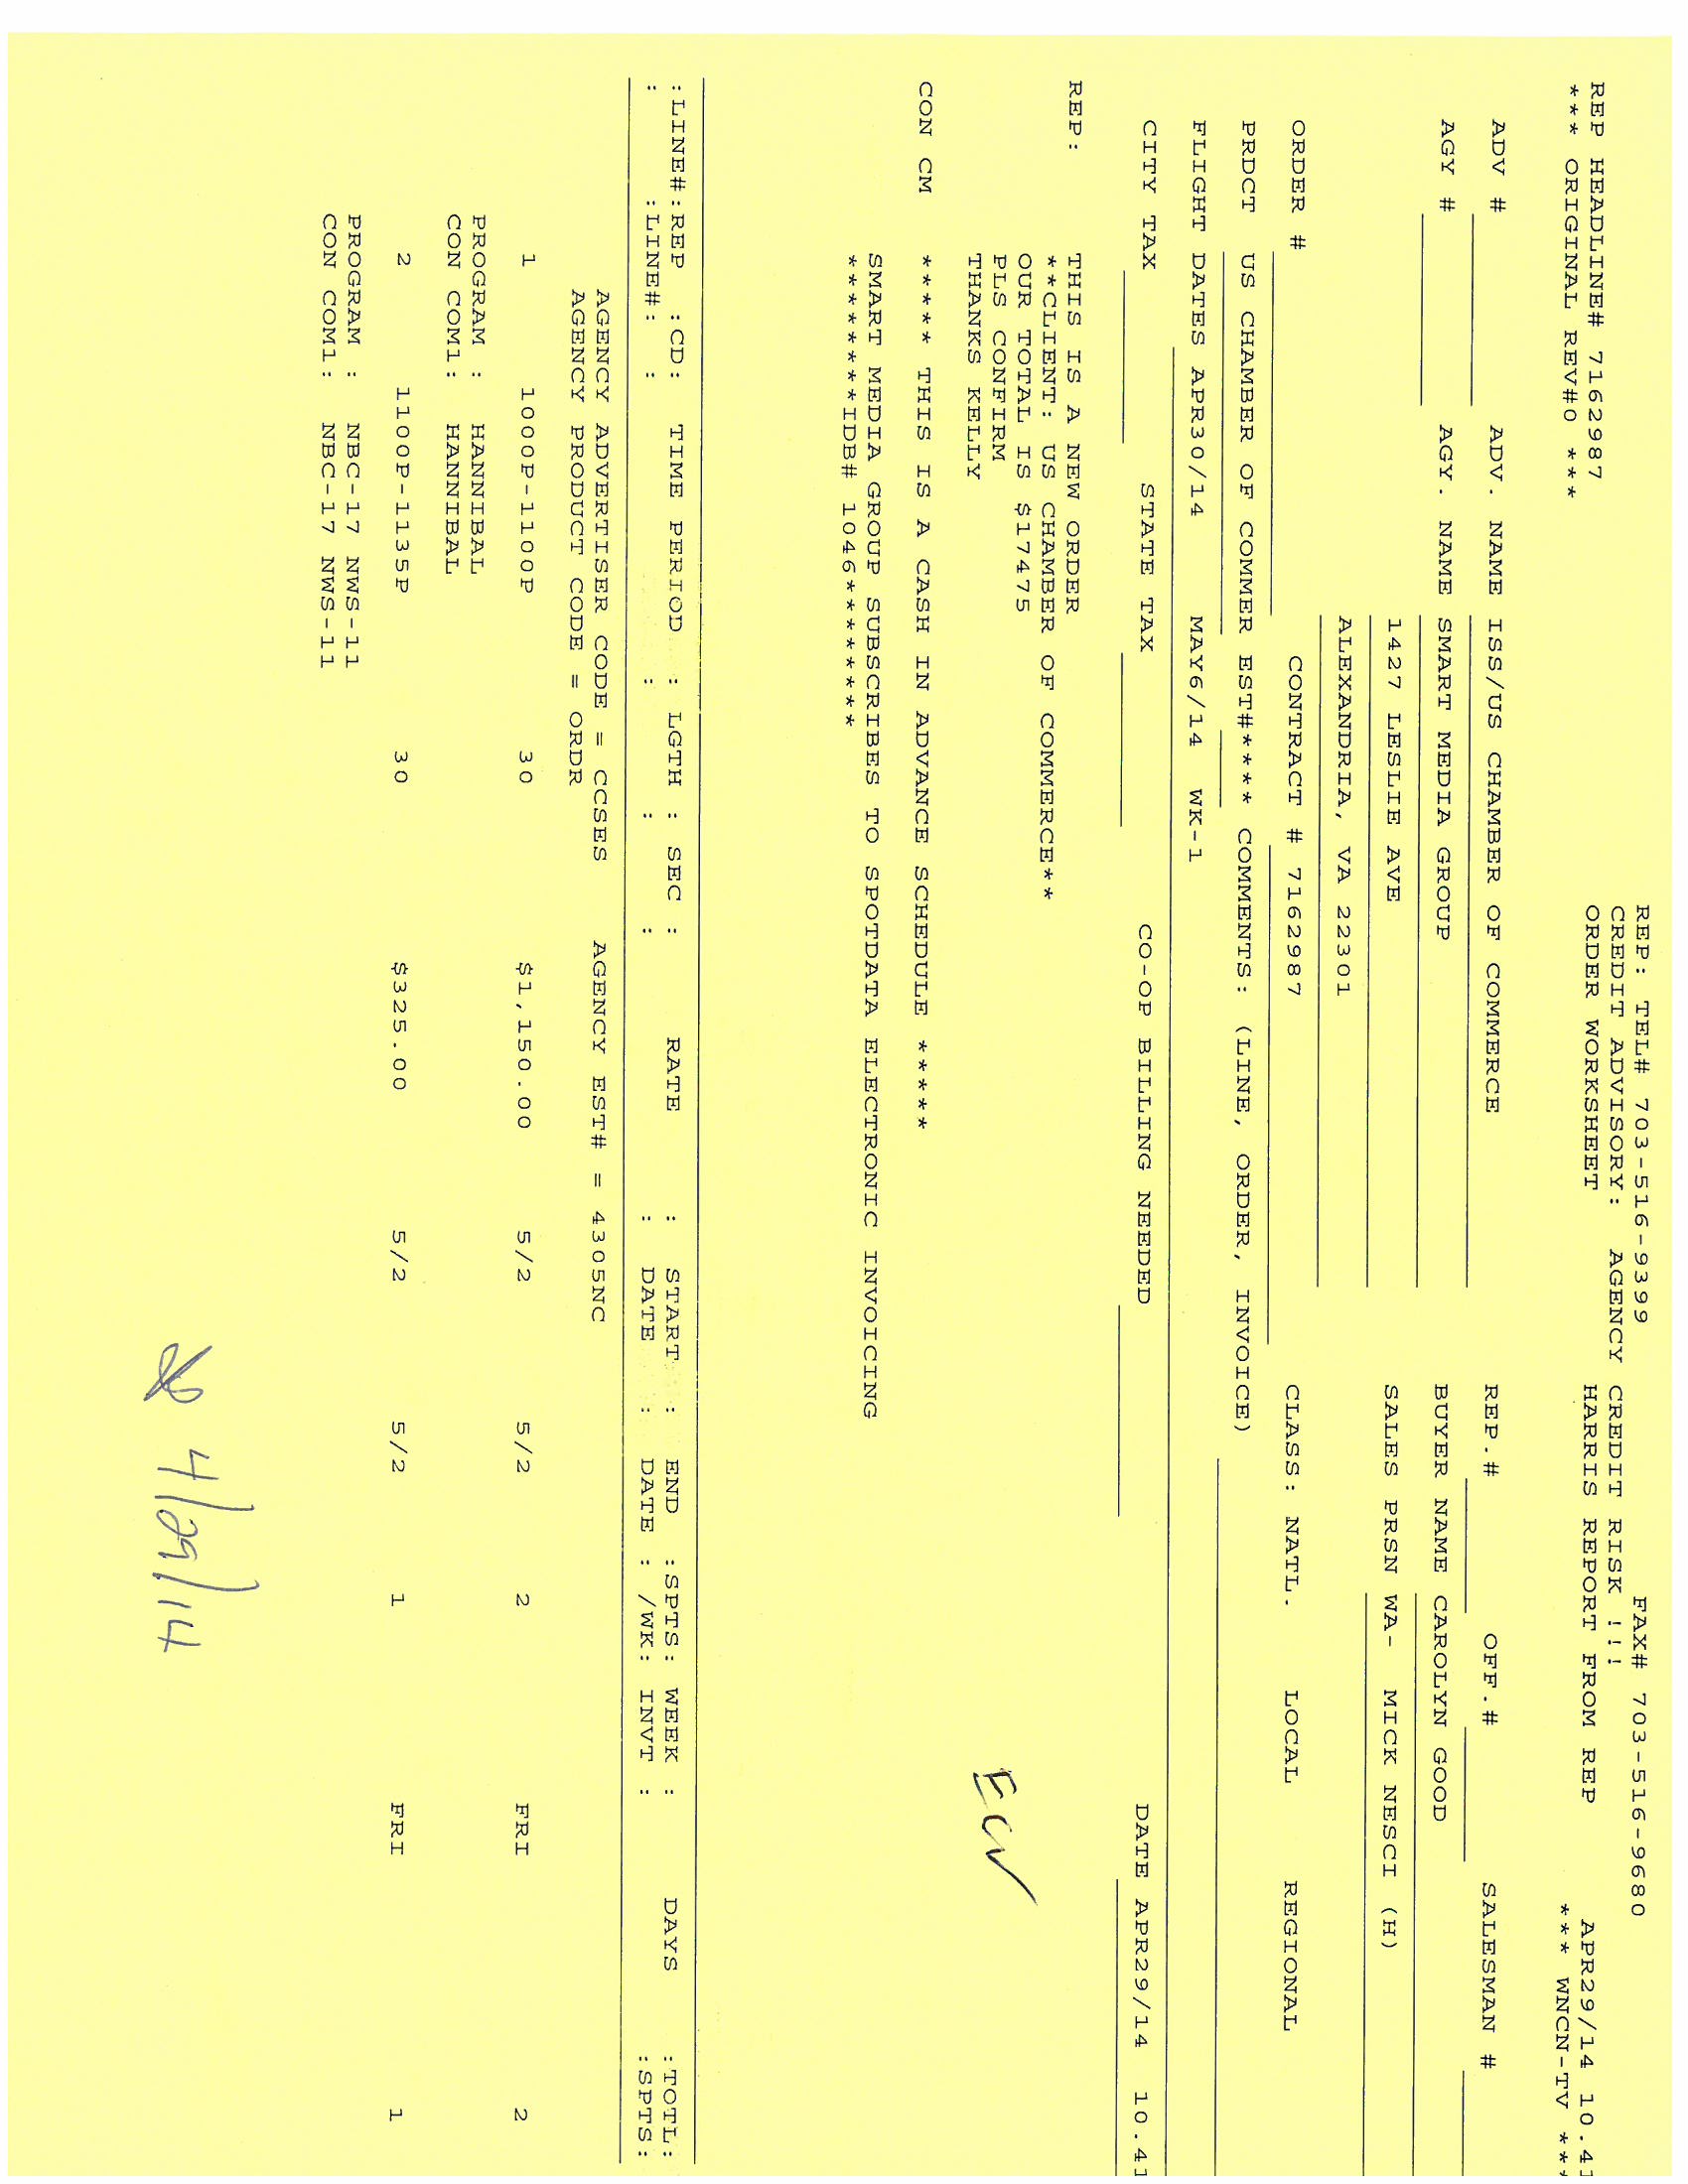 REP: TEL# 703-516-9399 FAX# 703-516-9680
CREDIT ADVISORY: AGENCY CREDIT RISK !!!
REP HEADLINE# 7162987 ORDER WORKSHEET HARRIS REPORT FROM REP APR29/14 10.41
*** ORIGINAL REV#0 *** *** WNCN-TV ***
ADV # ADV. NAME ISS/US CHAMBER OF COMMERCE REP.# OFF.# SALESMAN #
AGY # AGY. NAME SMART MEDIA GROUP BUYER NAME CAROLYN GOOD
1427 LESLIE AVE SALES PRSN WA- MICK NESCI (H)
ALEXANDRIA, VA 22301
ORDER # CONTRACT # 7162987 CLASS: NATL. LOCAL REGIONAL
PRDCT US CHAMBER OF COMMER EST#**** COMMENTS: (LINE, ORDER, INVOICE)
FLIGHT DATES APR30/14 MAY6/14 WK-1
CITY TAX STATE TAX CO-OP BILLING NEEDED DATE APR29/14 10.41
REP: THIS IS A NEW ORDER
**CLIENT: US CHAMBER OF COMMERCE**
OUR TOTAL IS $17475
PLS CONFIRM
THANKS KELLY
CON CM ***** THIS IS A CASH IN ADVANCE SCHEDULE *****
SMART MEDIA GROUP SUBSCRIBES TO SPOTDATA ELECTRONIC INVOICING
*********IDB# 1046********
:LINE#:REP :CD: TIME PERIOD : LGTH : SEC : RATE : START : END :SPTS: WEEK : DAYS :TOTL:
: :LINE#: : : : : : DATE : DATE : /WK: INVT : :SPTS:
AGENCY ADVERTISER CODE = CCSES AGENCY EST# = 4305NC
AGENCY PRODUCT CODE = ORDR
1 1000P-1100P 30 $1,150.00 5/2 5/2 2 FRI 2
PROGRAM : HANNIBAL
CON COM1: HANNIBAL
2 1100P-1135P 30 $325.00 5/2 5/2 1 FRI 1
PROGRAM : NBC-17 NWS-11
CON COM1: NBC-17 NWS-11
4/29/14